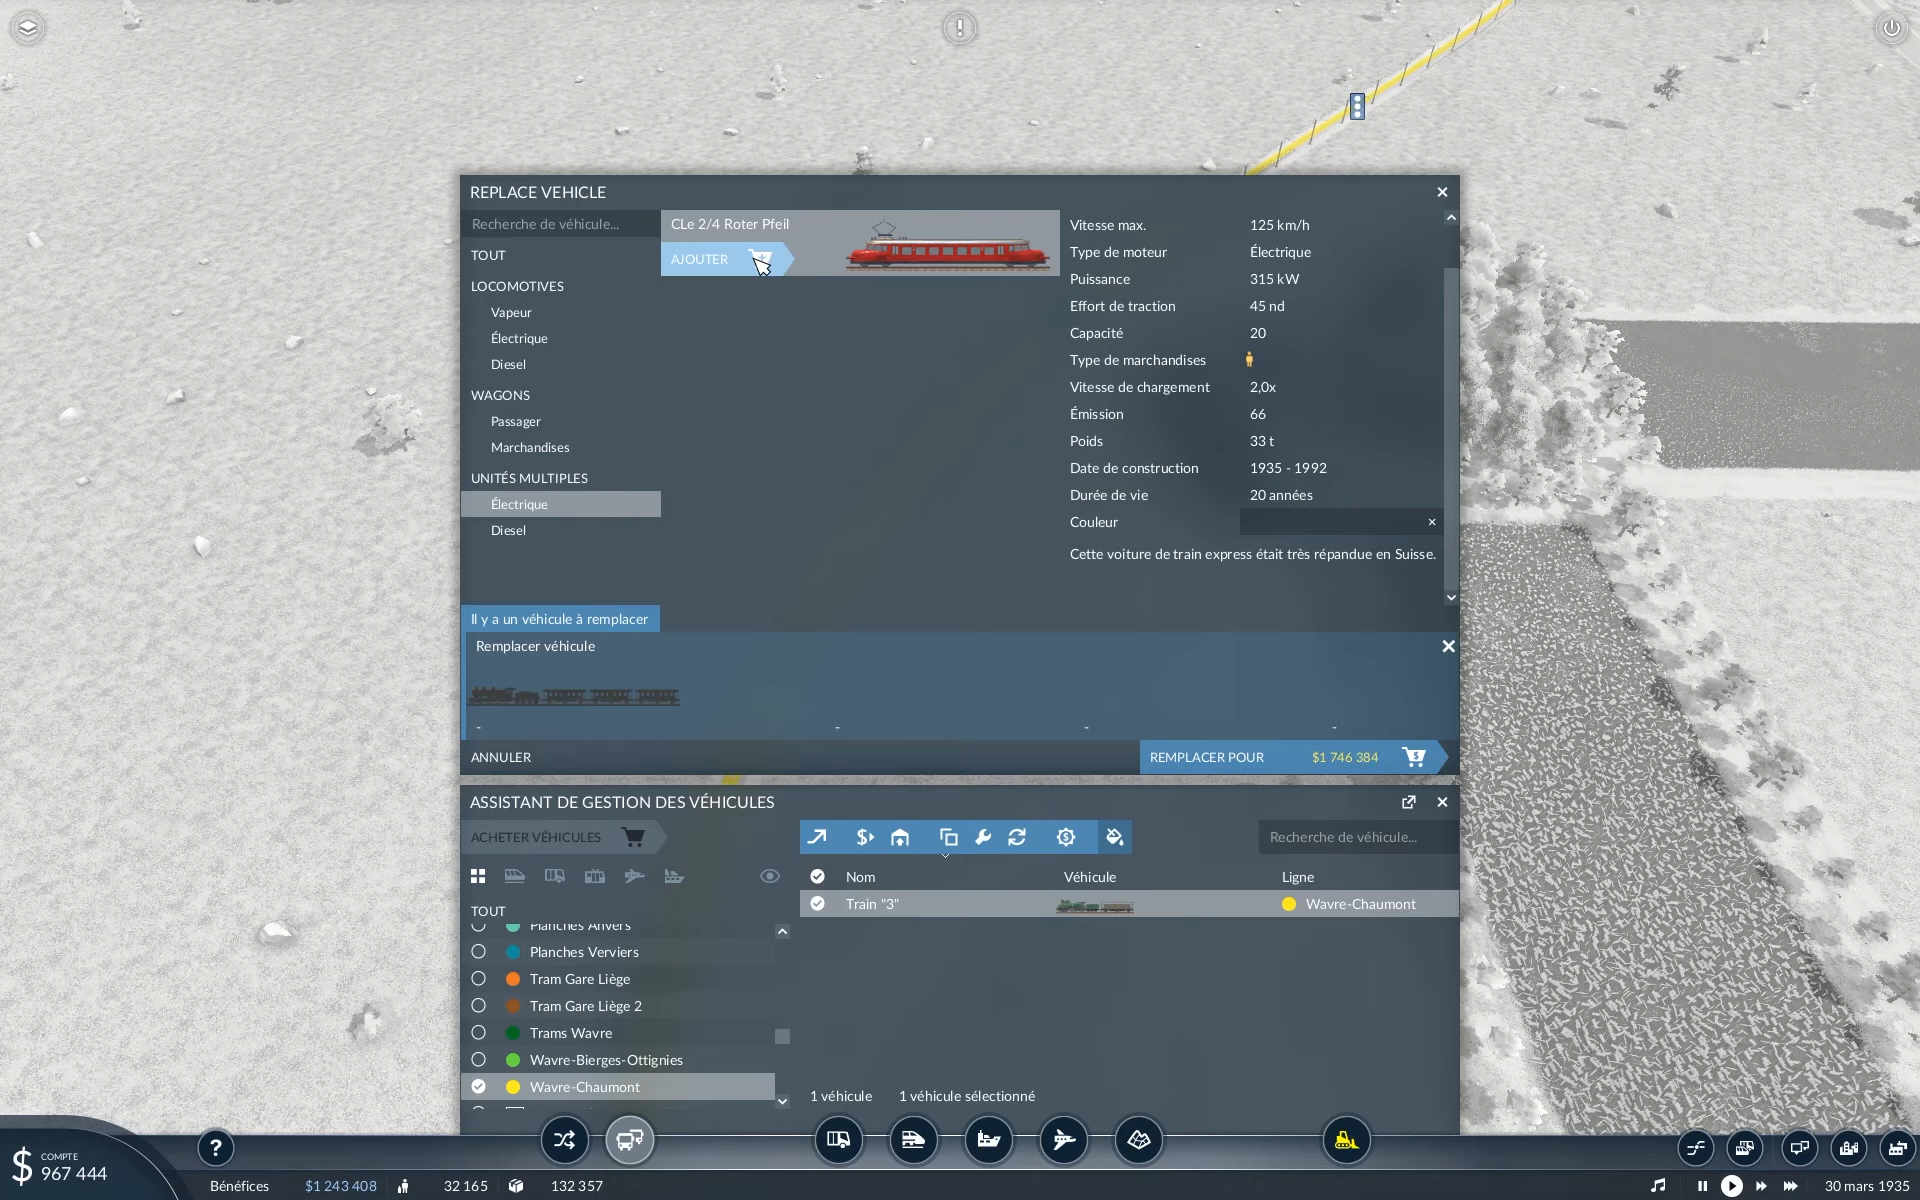 REPLACE VEHICLE
Recherche de véhicule...
TOUT
LOCOMOTIVES
Vapeur
Électrique
Diesel
WAGONS
Passager
Marchandises
UNITÉS MULTIPLES
Électrique
Diesel
CLe 2/4 Roter Pfeil
AJOUTER
Vitesse max. 125 km/h
Type de moteur Électrique
Puissance 315 kW
Effort de traction 45 nd
Capacité 20
Type de marchandises
Vitesse de chargement 2,0x
Émission 66
Poids 33 t
Date de construction 1935 - 1992
Durée de vie 20 années
Couleur
Cette voiture de train express était très répandue en Suisse.
Il y a un véhicule à remplacer
Remplacer véhicule
- - - -
ANNULER
REMPLACER POUR $1 746 384
ASSISTANT DE GESTION DES VÉHICULES
ACHETER VÉHICULES
Recherche de véhicule...
TOUT
Planches Anvers
Planches Verviers
Tram Gare Liège
Tram Gare Liège 2
Trams Wavre
Wavre-Bierges-Ottignies
Wavre-Chaumont
Nom Véhicule Ligne
Train "3" Wavre-Chaumont
1 véhicule 1 véhicule sélectionné
$ COMPTE
967 444
?
Bénéfices $1 243 408 32 165 132 357
30 mars 1935